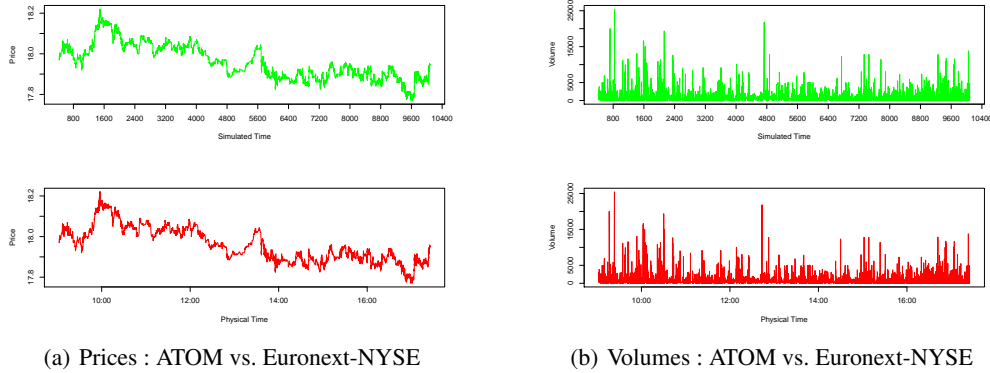 18.2
18.0
17.8
Price
800 1600 2400 3200 4000 4800 5600 6400 7200 8000 8800 9600 10400
Simulated Time
25000
15000
5000
0
Volume
800 1600 2400 3200 4000 4800 5600 6400 7200 8000 8800 9600 10400
Simulated Time
18.2
18.0
17.8
Price
10:00 12:00 14:00 16:00
Physical Time
25000
15000
5000
0
Volume
10:00 12:00 14:00 16:00
Physical Time
(a) Prices : ATOM vs. Euronext-NYSE
(b) Volumes : ATOM vs. Euronext-NYSE